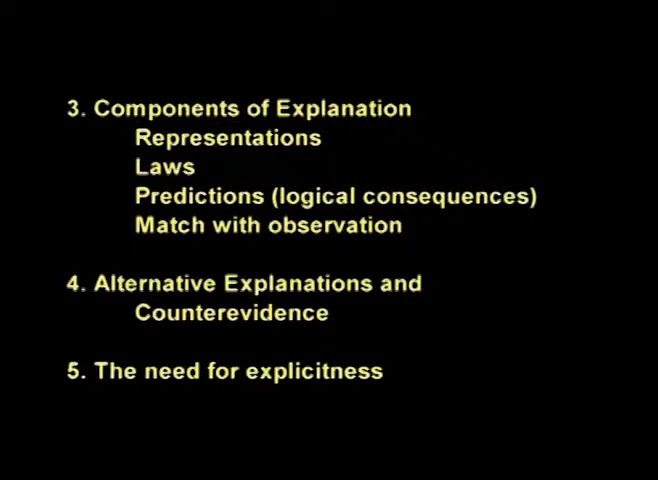 3. Components of Explanation
Representations
Laws
Predictions (logical consequences)
Match with observation
4. Alternative Explanations and
Counterevidence
5. The need for explicitness